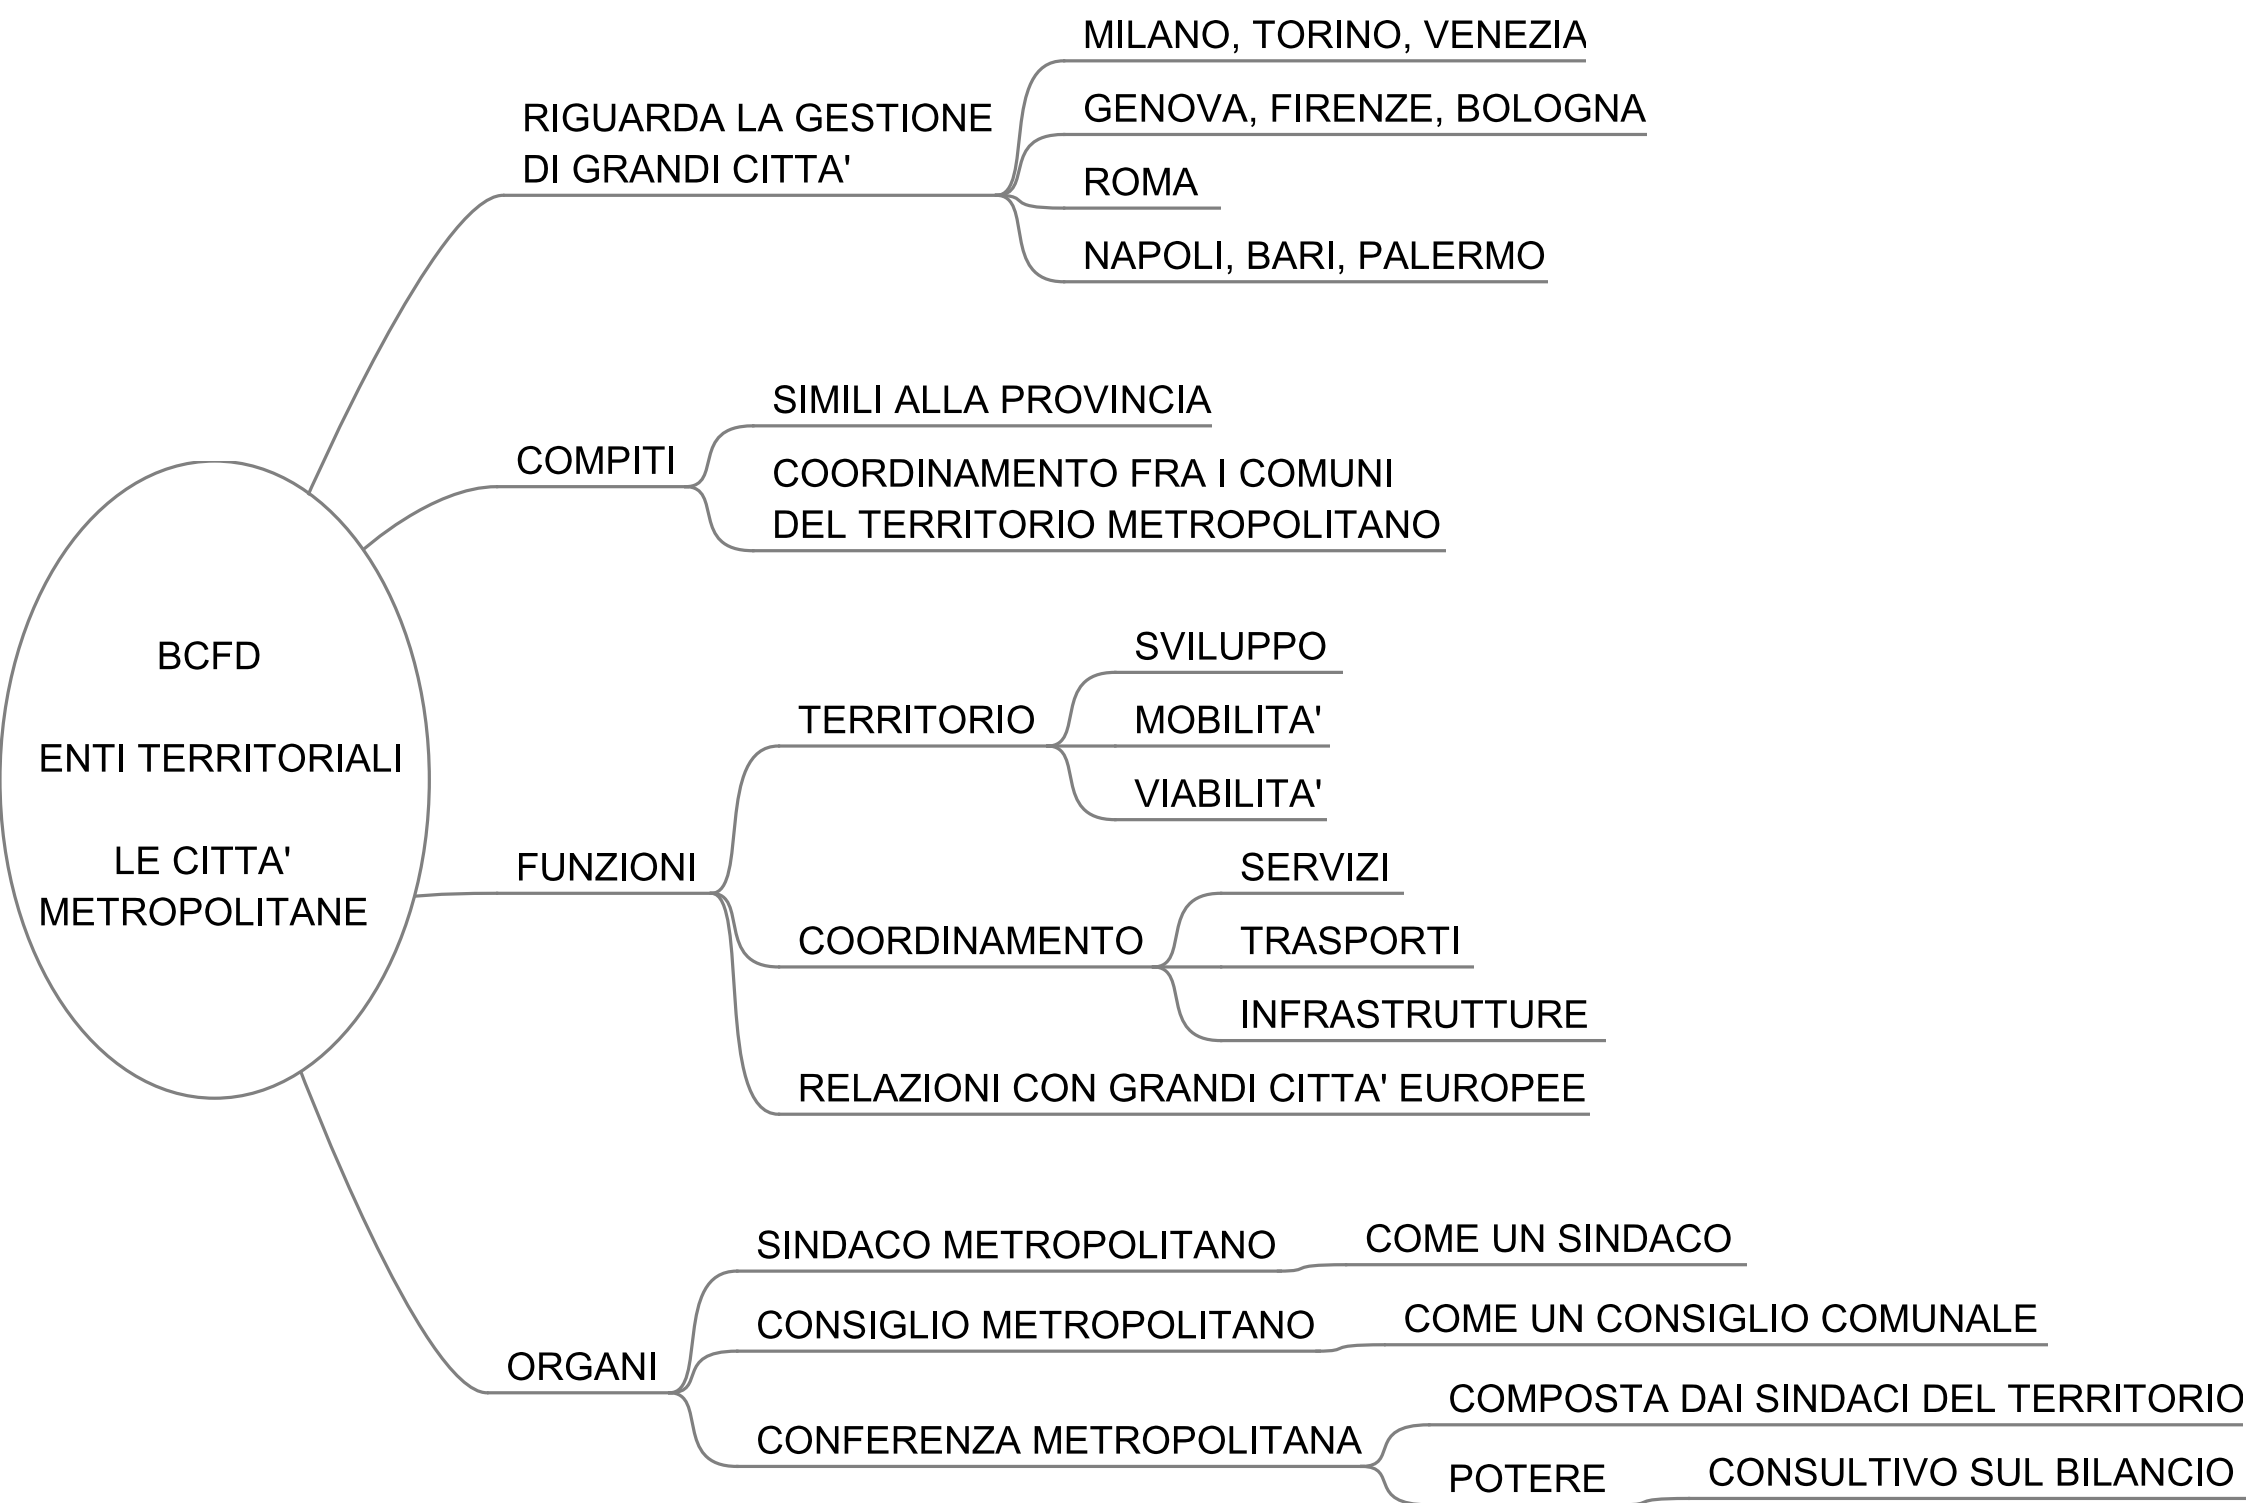 MILANO, TORINO, VENEZIA
GENOVA, FIRENZE, BOLOGNA
RIGUARDA LA GESTIONE
DI GRANDI CITTA'
ROMA
NAPOLI, BARI, PALERMO
SIMILI ALLA PROVINCIA
COMPITI
COORDINAMENTO FRA I COMUNI
DEL TERRITORIO METROPOLITANO
BCFD
ENTI TERRITORIALI
LE CITTA'
METROPOLITANE
SVILUPPO
TERRITORIO
MOBILITA'
VIABILITA'
FUNZIONI
SERVIZI
COORDINAMENTO
TRASPORTI
INFRASTRUTTURE
RELAZIONI CON GRANDI CITTA' EUROPEE
SINDACO METROPOLITANO
COME UN SINDACO
CONSIGLIO METROPOLITANO
COME UN CONSIGLIO COMUNALE
ORGANI
CONFERENZA METROPOLITANA
COMPOSTA DAI SINDACI DEL TERRITORIO
POTERE
CONSULTIVO SUL BILANCIO